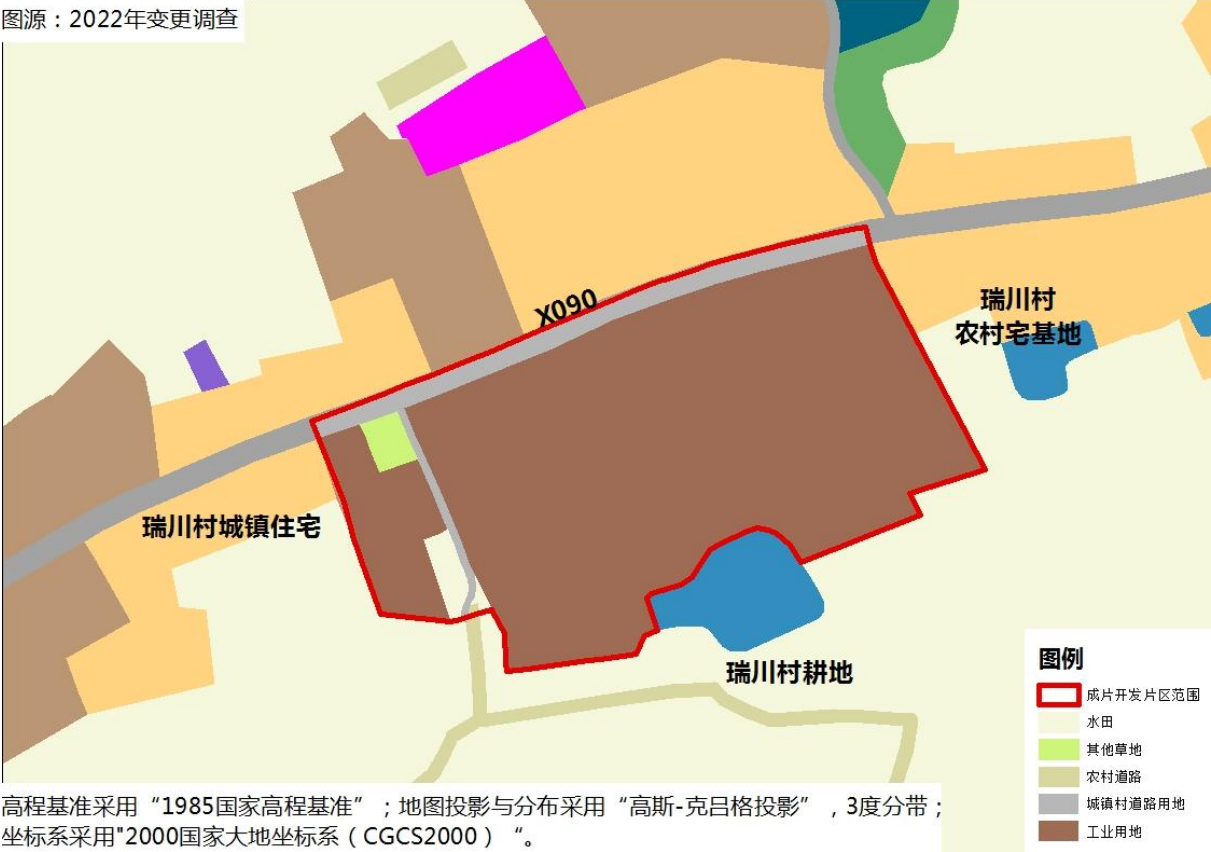 图源：2022年变更调查
X090
瑞川村
农村宅基地
瑞川村城镇住宅
瑞川村耕地
图例
成片开发片区范围
水田
其他草地
农村道路
城镇村道路用地
工业用地
高程基准采用“1985国家高程基准”；地图投影与分布采用“高斯-克吕格投影”，3度分带；
坐标系采用"2000国家大地坐标系（CGCS2000）“。